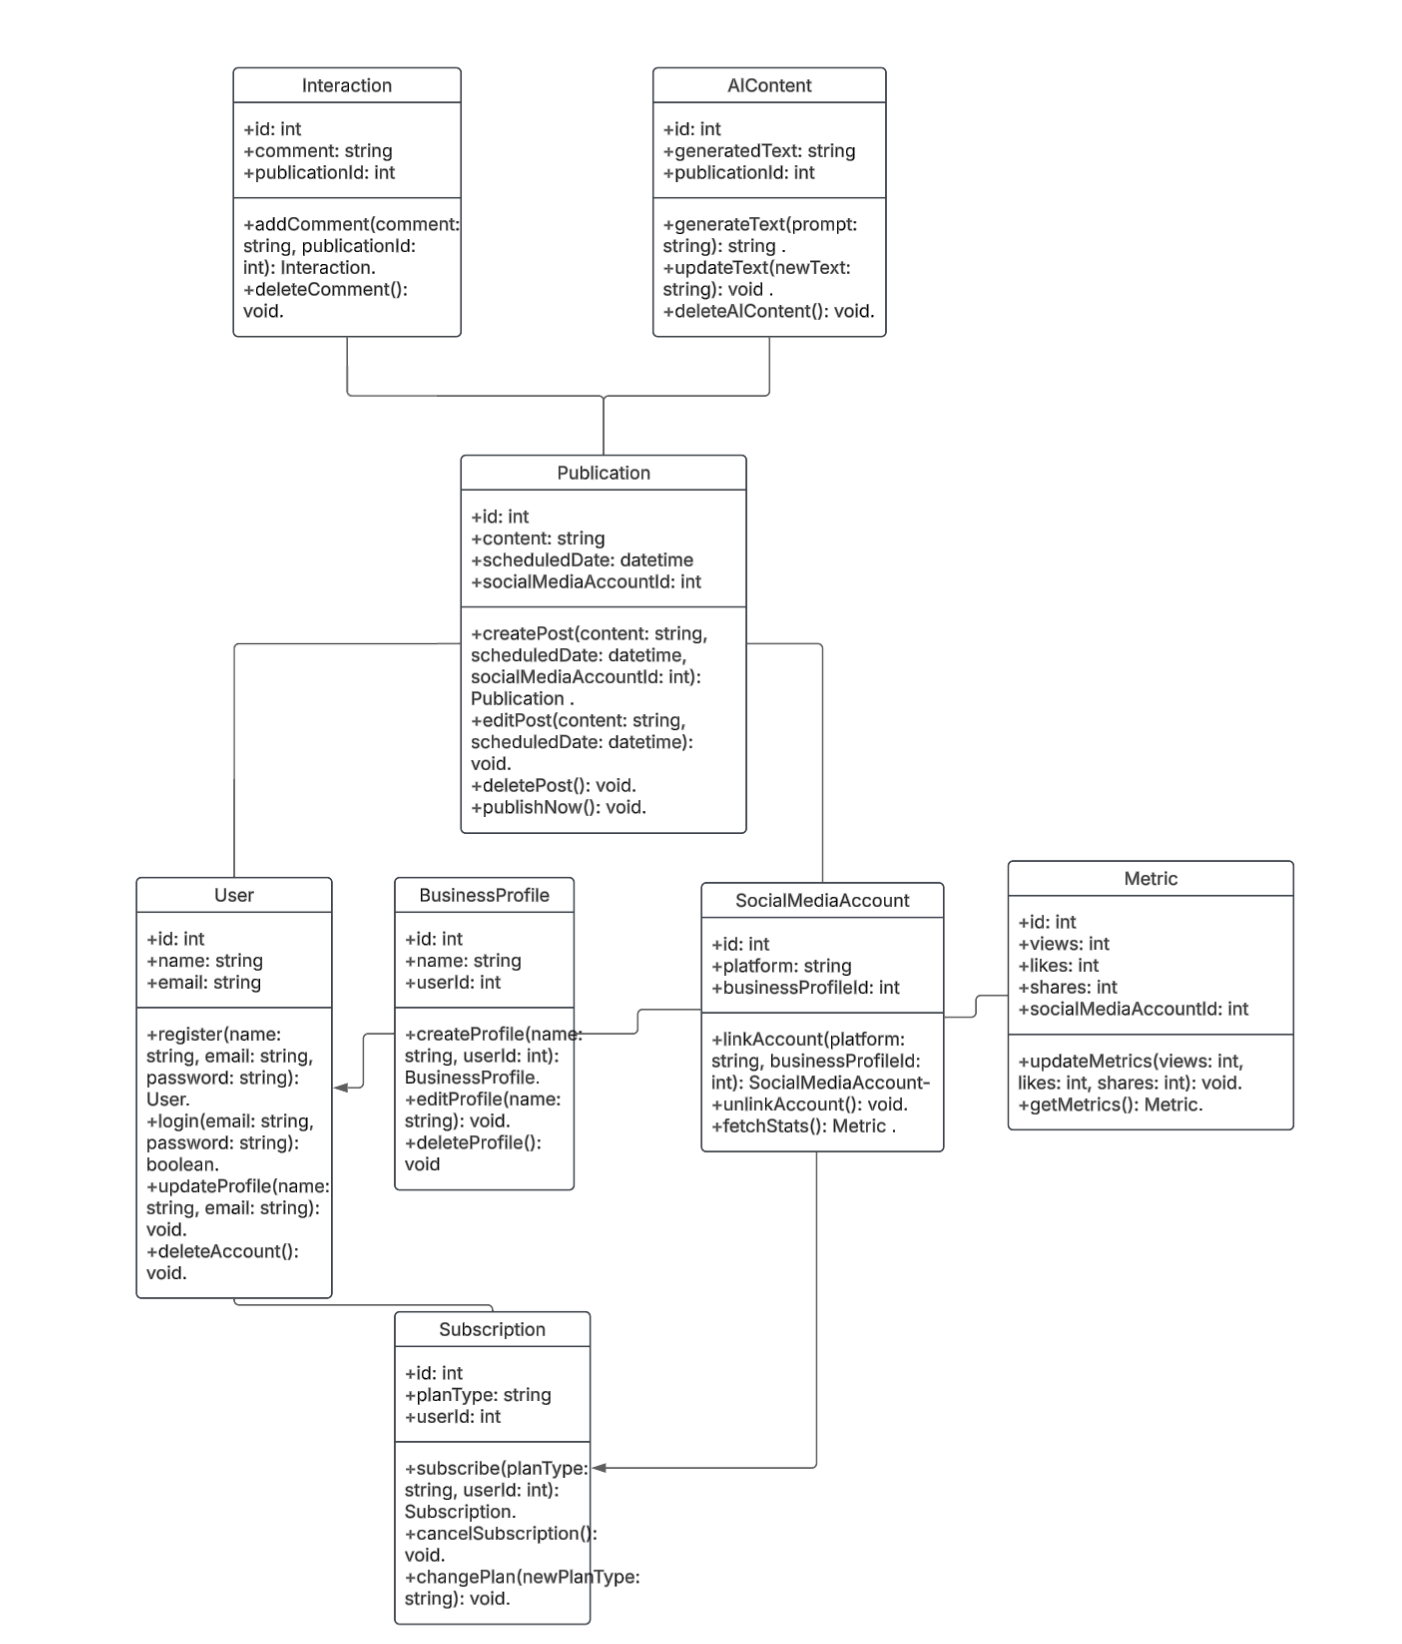 Interaction
+id: int
+comment: string
+publicationId: int
+addComment(comment:
string, publicationId:
int): Interaction.
+deleteComment():
void.
AIContent
+id: int
+generatedText: string
+publicationId: int
+generateText(prompt:
string): string .
+updateText(newText:
string): void .
+deleteAIContent(): void.
Publication
+id: int
+content: string
+scheduledDate: datetime
+socialMediaAccountId: int
+createPost(content: string,
scheduledDate: datetime,
socialMediaAccountId: int):
Publication .
+editPost(content: string,
scheduledDate: datetime):
void.
+deletePost(): void.
+publishNow(): void.
User
+id: int
+name: string
+email: string
+register(name:
string, email: string,
password: string):
User.
+login(email: string,
password: string):
boolean.
+updateProfile(name:
string, email: string):
void.
+deleteAccount():
void.
BusinessProfile
+id: int
+name: string
+userId: int
+createProfile(name:
string, userId: int):
BusinessProfile.
+editProfile(name:
string): void.
+deleteProfile():
void
SocialMediaAccount
+id: int
+platform: string
+businessProfileId: int
+linkAccount(platform:
string, businessProfileId:
int): SocialMediaAccount-
+unlinkAccount(): void.
+fetchStats(): Metric .
Metric
+id: int
+views: int
+likes: int
+shares: int
+socialMediaAccountId: int
+updateMetrics(views: int,
likes: int, shares: int): void.
+getMetrics(): Metric.
Subscription
+id: int
+planType: string
+userId: int
+subscribe(planType:
string, userId: int):
Subscription.
+cancelSubscription():
void.
+changePlan(newPlanType:
string): void.